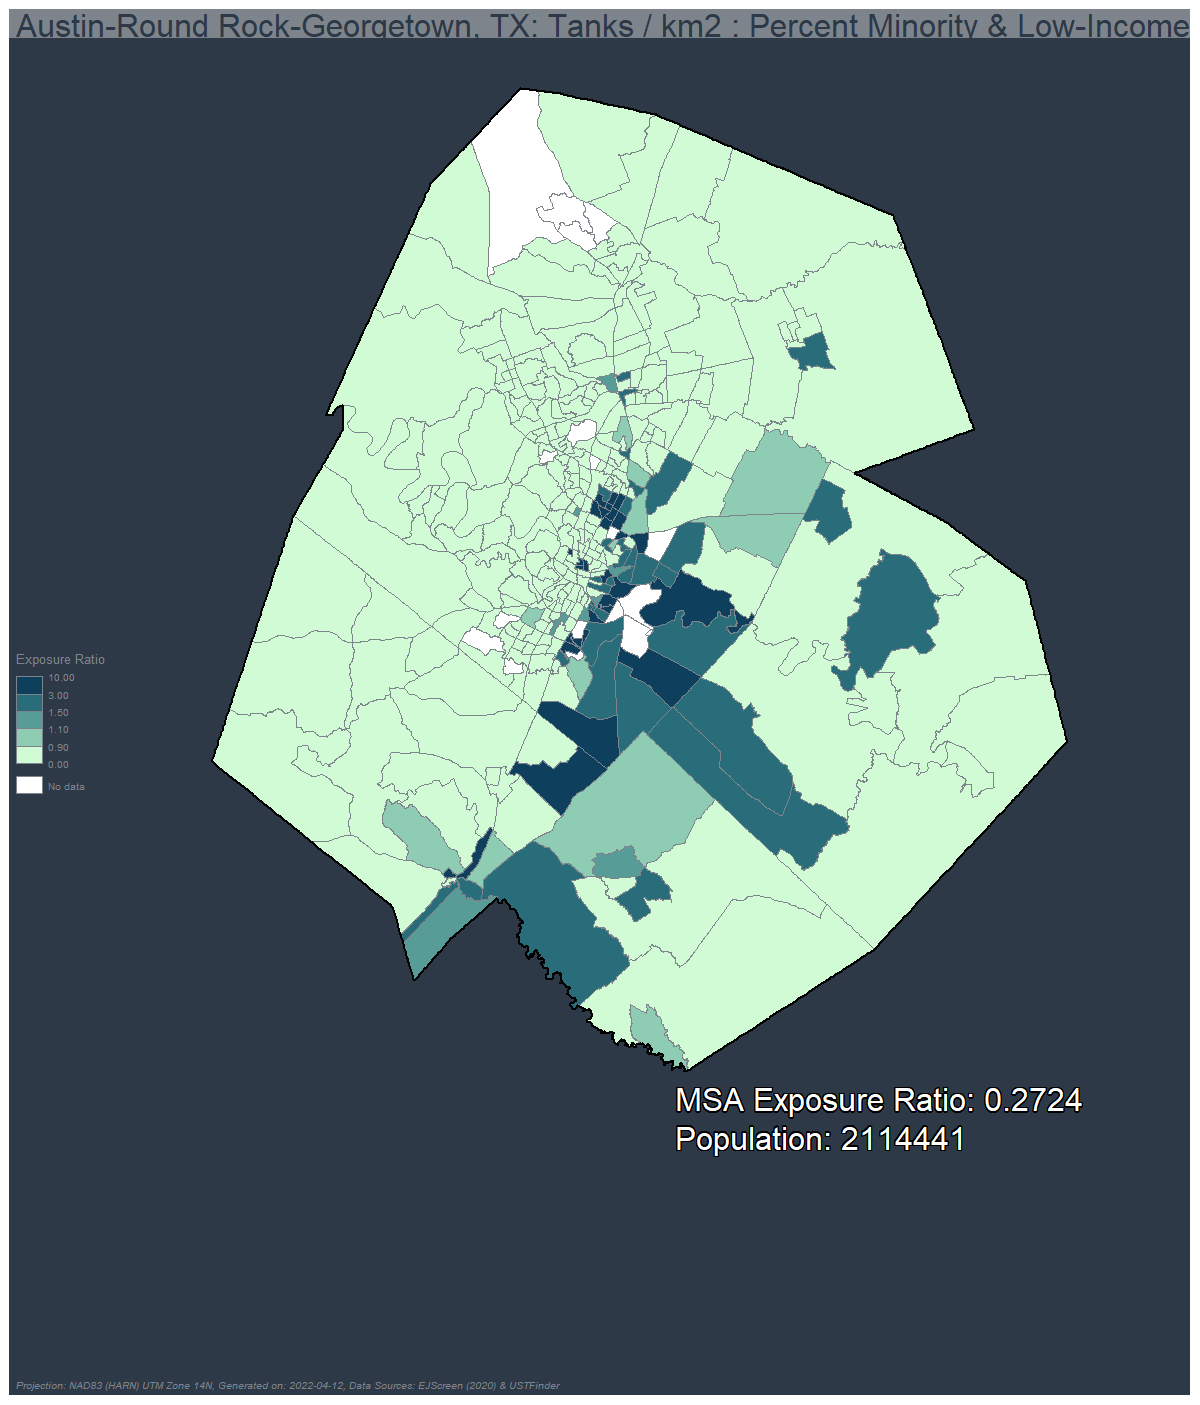 Austin-Round Rock-Georgetown, TX: Tanks / km2 : Percent Minority & Low-Income
Exposure Ratio
10.00
3.00
1.50
1.10
0.90
0.00
No data
MSA Exposure Ratio: 0.2724
Population: 2114441
Projection: NAD83 (HARN) UTM Zone 14N, Generated on: 2022-04-12, Data Sources: EJScreen (2020) & USTFinder